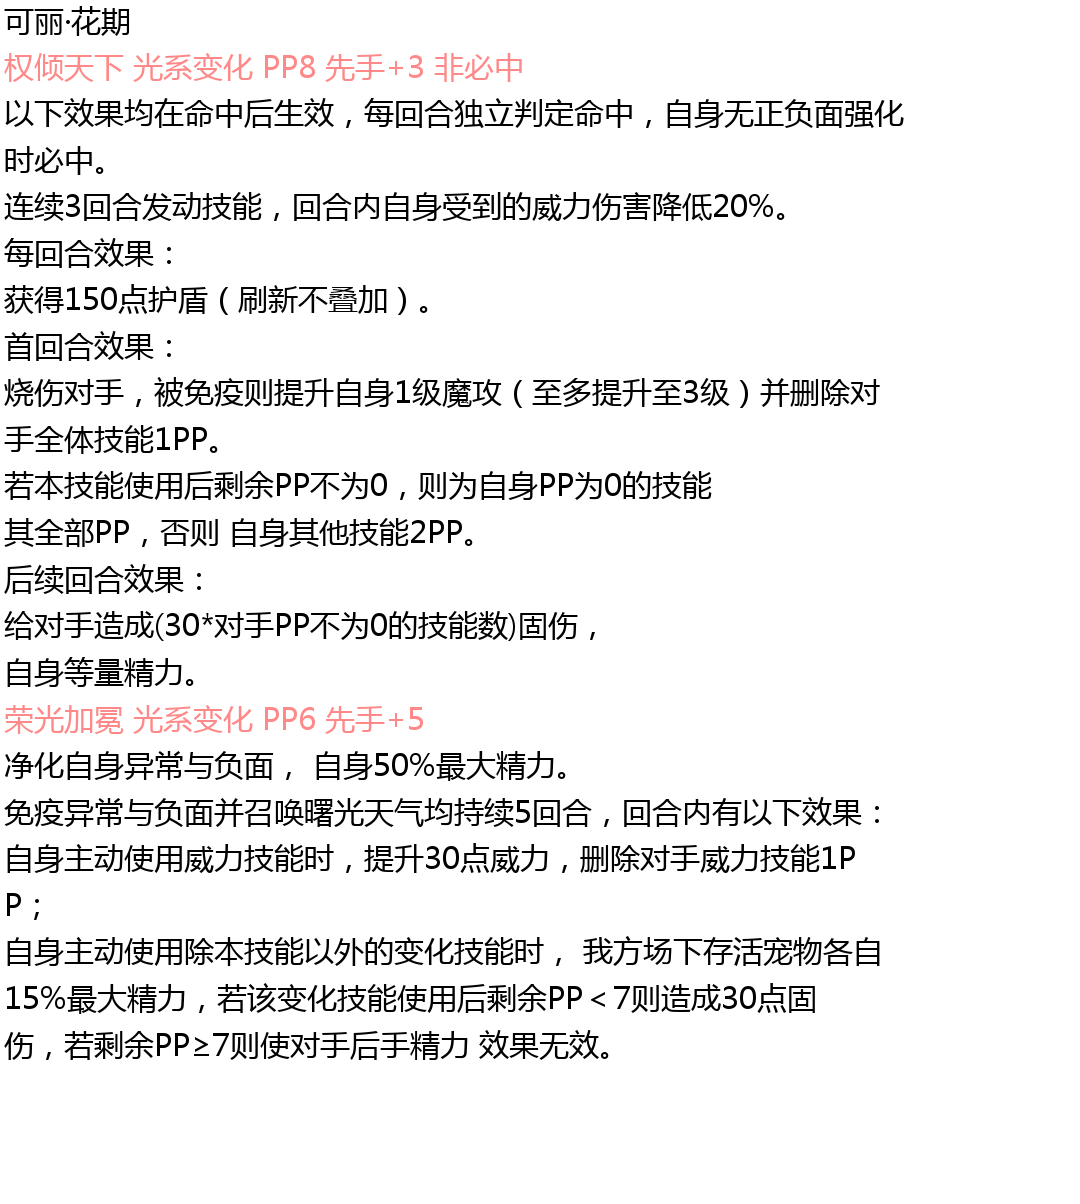 可丽·花期
权倾天下 光系变化 PP8 先手+3 非必中
以下效果均在命中后生效，每回合独立判定命中，自身无正负面强化
时必中。
连续3回合发动技能，回合内自身受到的威力伤害降低20%。
每回合效果：
获得150点护盾（刷新不叠加）。
首回合效果：
烧伤对手，被免疫则提升自身1级魔攻（至多提升至3级）并删除对
手全体技能1PP。
若本技能使用后剩余PP不为0，则为自身PP为0的技能
其全部PP，否则 自身其他技能2PP。
后续回合效果：
给对手造成(30*对手PP不为0的技能数)固伤，
自身等量精力。
荣光加冕 光系变化 PP6 先手+5
净化自身异常与负面， 自身50%最大精力。
免疫异常与负面并召唤曙光天气均持续5回合，回合内有以下效果：
自身主动使用威力技能时，提升30点威力，删除对手威力技能1P
P；
自身主动使用除本技能以外的变化技能时， 我方场下存活宠物各自
15%最大精力，若该变化技能使用后剩余PP＜7则造成30点固
伤，若剩余PP≥7则使对手后手精力 效果无效。